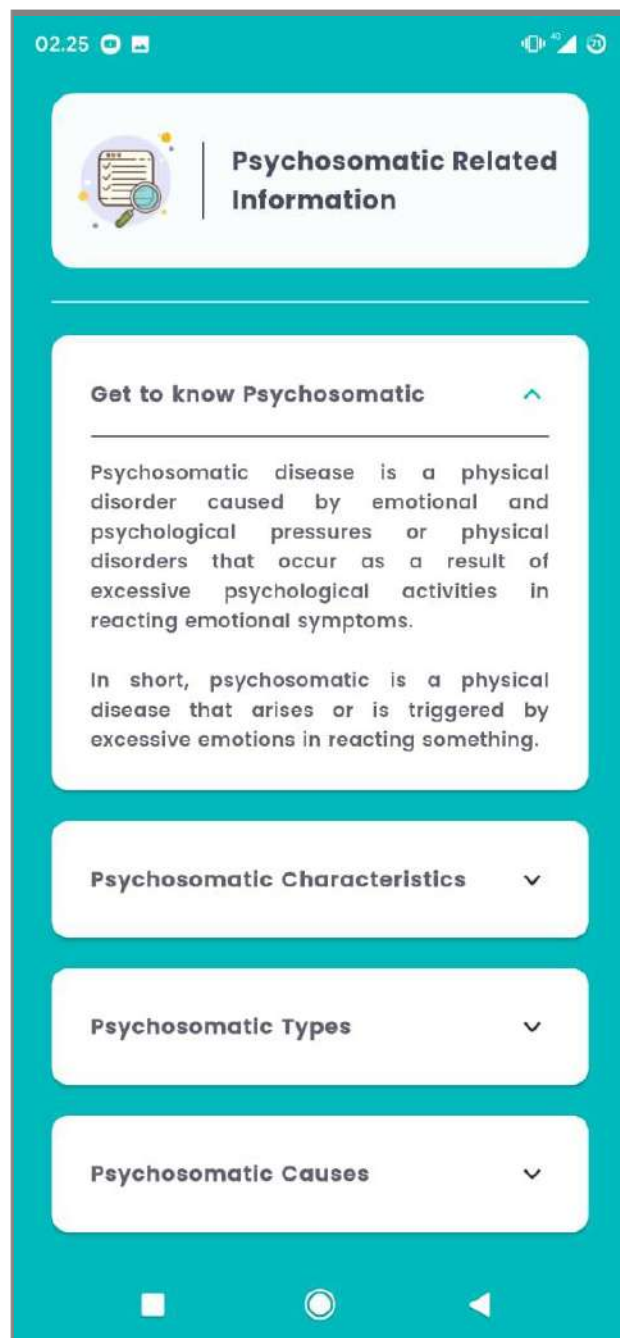 02.25
4G
71
Psychosomatic Related
Information
Get to know Psychosomatic
Psychosomatic disease is a physical
disorder caused by emotional and
psychological pressures or physical
disorders that occur as a result of
excessive psychological activities in
reacting emotional symptoms.
In short, psychosomatic is a physical
disease that arises or is triggered by
excessive emotions in reacting something.
Psychosomatic Characteristics
Psychosomatic Types
Psychosomatic Causes